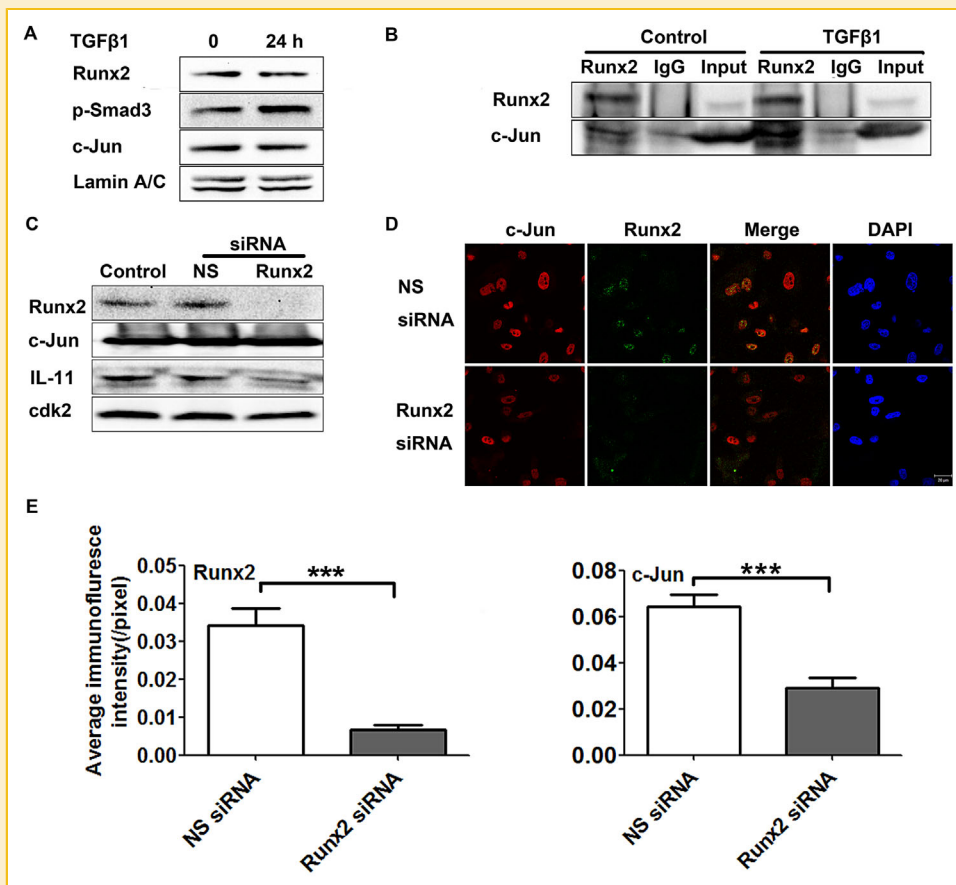 A
TGFβ1 0 24 h
Runx2
p-Smad3
c-Jun
Lamin A/C
B
Control TGFβ1
Runx2 IgG Input Runx2 IgG Input
Runx2
c-Jun
C
siRNA
Control NS Runx2
Runx2
c-Jun
IL-11
cdk2
D
c-Jun Runx2 Merge DAPI
NS
siRNA
Runx2
siRNA
20 μm
E
Average immunofluresce
intensity(/pixel)
0.05
0.04
0.03
0.02
0.01
0.00
Runx2
***
NS siRNA
Runx2 siRNA
0.08
0.06
0.04
0.02
0.00
c-Jun
***
NS siRNA
Runx2 siRNA